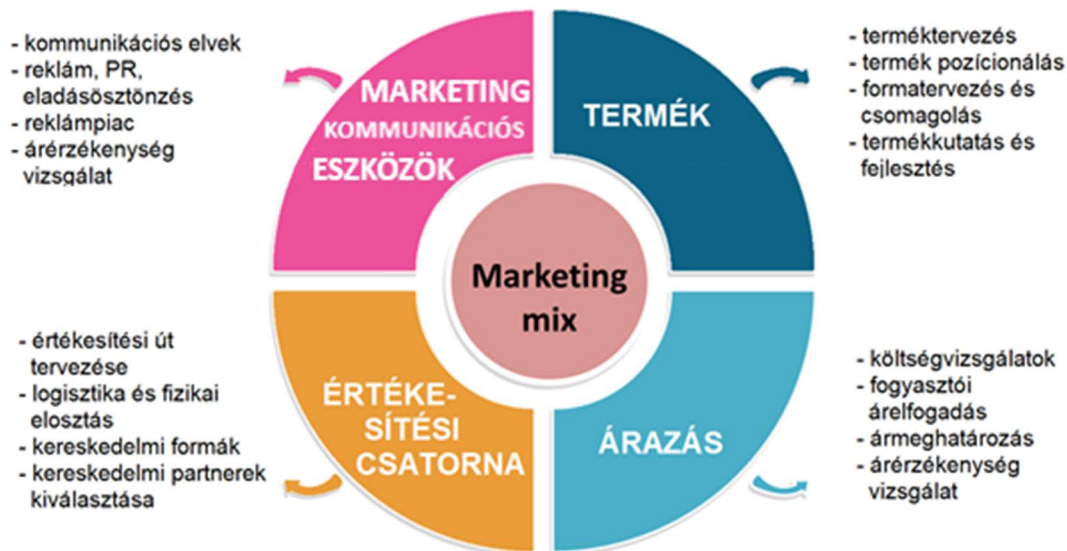 - kommunikációs elvek
- reklám, PR,
eladásösztönzés
- reklámpiac
- árérzékenység
vizsgálat
MARKETING
KOMMUNIKÁCIÓS
ESZKÖZÖK
TERMÉK
- terméktervezés
- termék pozícionálás
- formatervezés és
csomagolás
- termékkutatás és
fejlesztés
Marketing
mix
- értékesítési út
tervezése
- logisztika és fizikai
elosztás
- kereskedelmi formák
- kereskedelmi partnerek
kiválasztása
ÉRTÉKE-
SÍTÉSI
CSATORNA
ÁRAZÁS
- költségvizsgálatok
- fogyasztói
árelfogadás
- ármeghatározás
- árérzékenység
vizsgálat